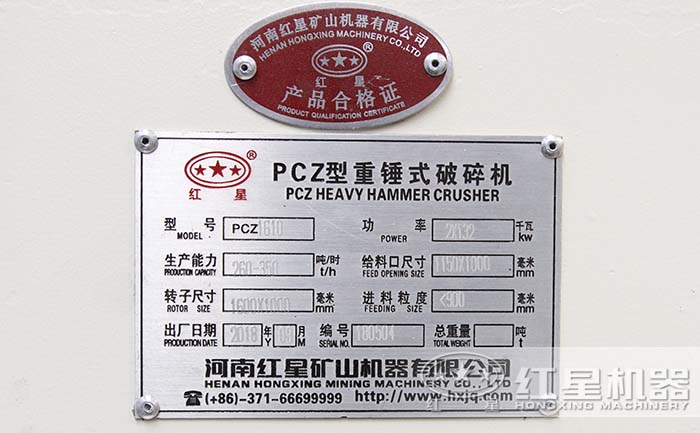 河南红星矿山机器有限公司
HENAN HONGXING MACHINERY CO.,LTD
★★★®
红星
产品合格证
PRODUCT QUALIFICATION CERTIFICATE
★★★®
红星
PCZ型重锤式破碎机
PCZ HEAVY HAMMER CRUSHER
型号 PCZ1610 功率 2X132 千瓦
MODEL POWER kw
生产能力 260-350 吨/时 给料口尺寸 1150X1000 毫米
PRODUCTION CAPACITY t/h FEED OPENING SIZE mm
转子尺寸 1600X1000 毫米 进料粒度 <900 毫米
ROTOR SIZE mm FEEDING SIZE mm
出厂日期 2018 年 09 月 编号 180504 总重量 吨
PRODUCTION DATE Y M SERIAL NO. TOTAL WEIGHT t
河南红星矿山机器有限公司
HENAN HONGXING MINING MACHINERY CO.,LTD
☎(+86)-371-66699999 http://www.hxjq.com
红星
红星机器
HONGXING MACHINERY